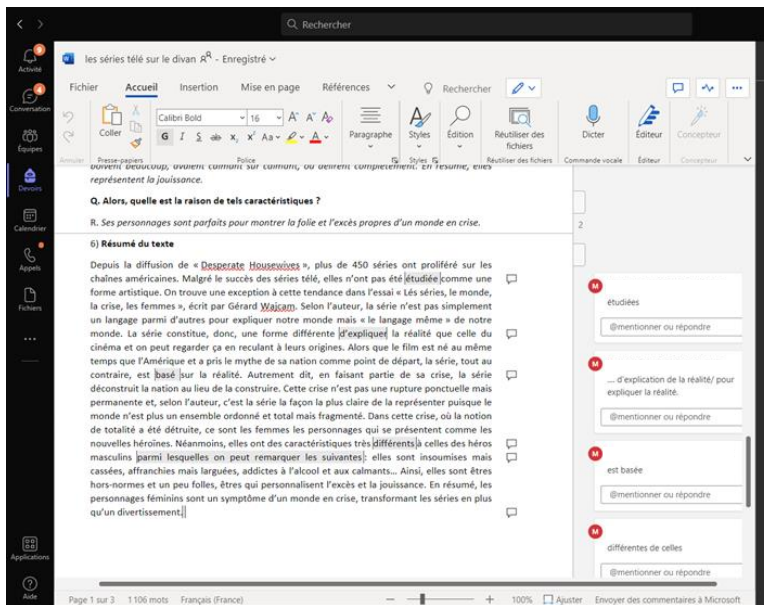 Rechercher
9
Activité
4
Conversation
Équipes
Devoirs
Calendrier
Appels
Fichiers
Applications
Aide
les séries télé sur le divan - Enregistré
Fichier Accueil Insertion Mise en page Références Rechercher
Coller
Calibri Bold 16 A A
G I S ab x, x² Aa A
Paragraphe
Styles
Édition
Réutiliser des fichiers
Dicter
Éditeur
Concepteur
Annuler Presse-papiers Police Styles Réutiliser des fichiers Commande vocale Éditeur Concepteur
boivent beaucoup, avalent calmant sur calmant, ou délirent complètement. En résumé, elles
représentent la jouissance.
Q. Alors, quelle est la raison de tels caractéristiques ?
R. Ses personnages sont parfaits pour montrer la folie et l'excès propres d'un monde en crise.
6) Résumé du texte
Depuis la diffusion de « Desperate Housewives », plus de 450 séries ont proliféré sur les
chaînes américaines. Malgré le succès des séries télé, elles n'ont pas été étudiée comme une
forme artistique. On trouve une exception à cette tendance dans l'essai « Lés séries, le monde,
la crise, les femmes », écrit par Gérard Wajcam. Selon l'auteur, la série n'est pas simplement
un langage parmi d'autres pour expliquer notre monde mais « le langage même » de notre
monde. La série constitue, donc, une forme différente d'expliquer la réalité que celle du
cinéma et on peut regarder ça en reculant à leurs origines. Alors que le film est né au même
temps que l'Amérique et a pris le mythe de sa nation comme point de départ, la série, tout au
contraire, est basé sur la réalité. Autrement dit, en faisant partie de sa crise, la série
déconstruit la nation au lieu de la construire. Cette crise n'est pas une rupture ponctuelle mais
permanente et, selon l'auteur, c'est la série la façon la plus claire de la représenter puisque le
monde n'est plus un ensemble ordonné et total mais fragmenté. Dans cette crise, où la notion
de totalité a été détruite, ce sont les femmes les personnages qui se présentent comme les
nouvelles héroïnes. Néanmoins, elles ont des caractéristiques très différents à celles des héros
masculins parmi lesquelles on peut remarquer les suivantes : elles sont insoumises mais
cassées, affranchies mais larguées, addictes à l'alcool et aux calmants... Ainsi, elles sont êtres
hors-normes et un peu folles, êtres qui personnalisent l'excès et la jouissance. En résumé, les
personnages féminins sont un symptôme d'un monde en crise, transformant les séries en plus
qu'un divertissement.
2
M
étudiées
@mentionner ou répondre
M
.... d'explication de la réalité/ pour
expliquer la réalité.
@mentionner ou répondre
M
est basée
@mentionner ou répondre
M
différentes de celles
@mentionner ou répondre
Page 1 sur 3 1106 mots Français (France) 100% Ajuster Envoyer des commentaires à Microsoft